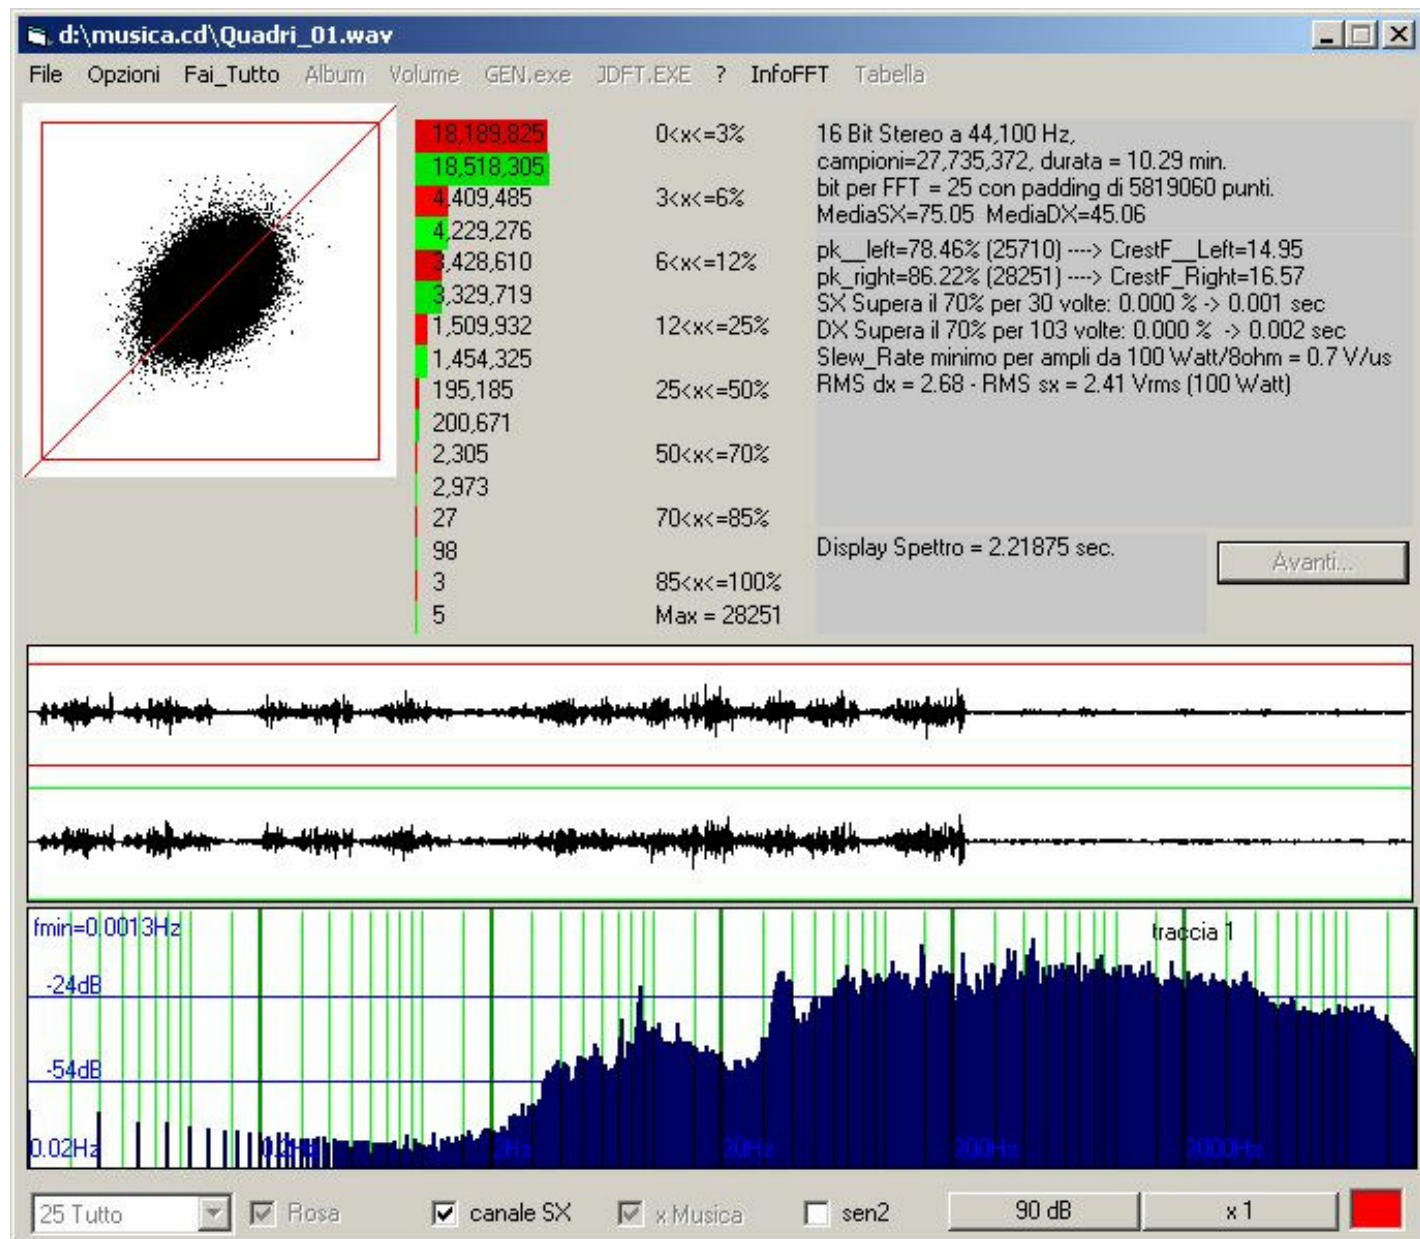 d:\musica.cd\Quadri_01.wav
File Opzioni Fai_Tutto Album Volume GEN.exe JDFT.EXE ? InfoFFT Tabella
18,189,825 0<x<=3%
18,518,305
4,409,485 3<x<=6%
4,229,276
3,428,610 6<x<=12%
3,329,719
1,509,932 12<x<=25%
1,454,325
195,185 25<x<=50%
200,671
2,305 50<x<=70%
2,973
27 70<x<=85%
98
3 85<x<=100%
5 Max = 28251
16 Bit Stereo a 44,100 Hz,
campioni=27,735,372, durata = 10.29 min.
bit per FFT = 25 con padding di 5819060 punti.
MediaSX=75.05 MediaDX=45.06
pk__left=78.46% (25710) ----> CrestF__Left=14.95
pk_right=86.22% (28251) ----> CrestF_Right=16.57
SX Supera il 70% per 30 volte: 0.000 % -> 0.001 sec
DX Supera il 70% per 103 volte: 0.000 % -> 0.002 sec
Slew_Rate minimo per ampli da 100 Watt/8ohm = 0.7 V/us
RMS dx = 2.68 - RMS sx = 2.41 Vrms (100 Watt)
Display Spettro = 2.21875 sec.
Avanti...
fmin=0.0013Hz
traccia 1
-24dB
-54dB
0.02Hz 0.2Hz 2Hz 20Hz 200Hz 2000Hz
25 Tutto Rosa canale SX x Musica sen2 90 dB x 1